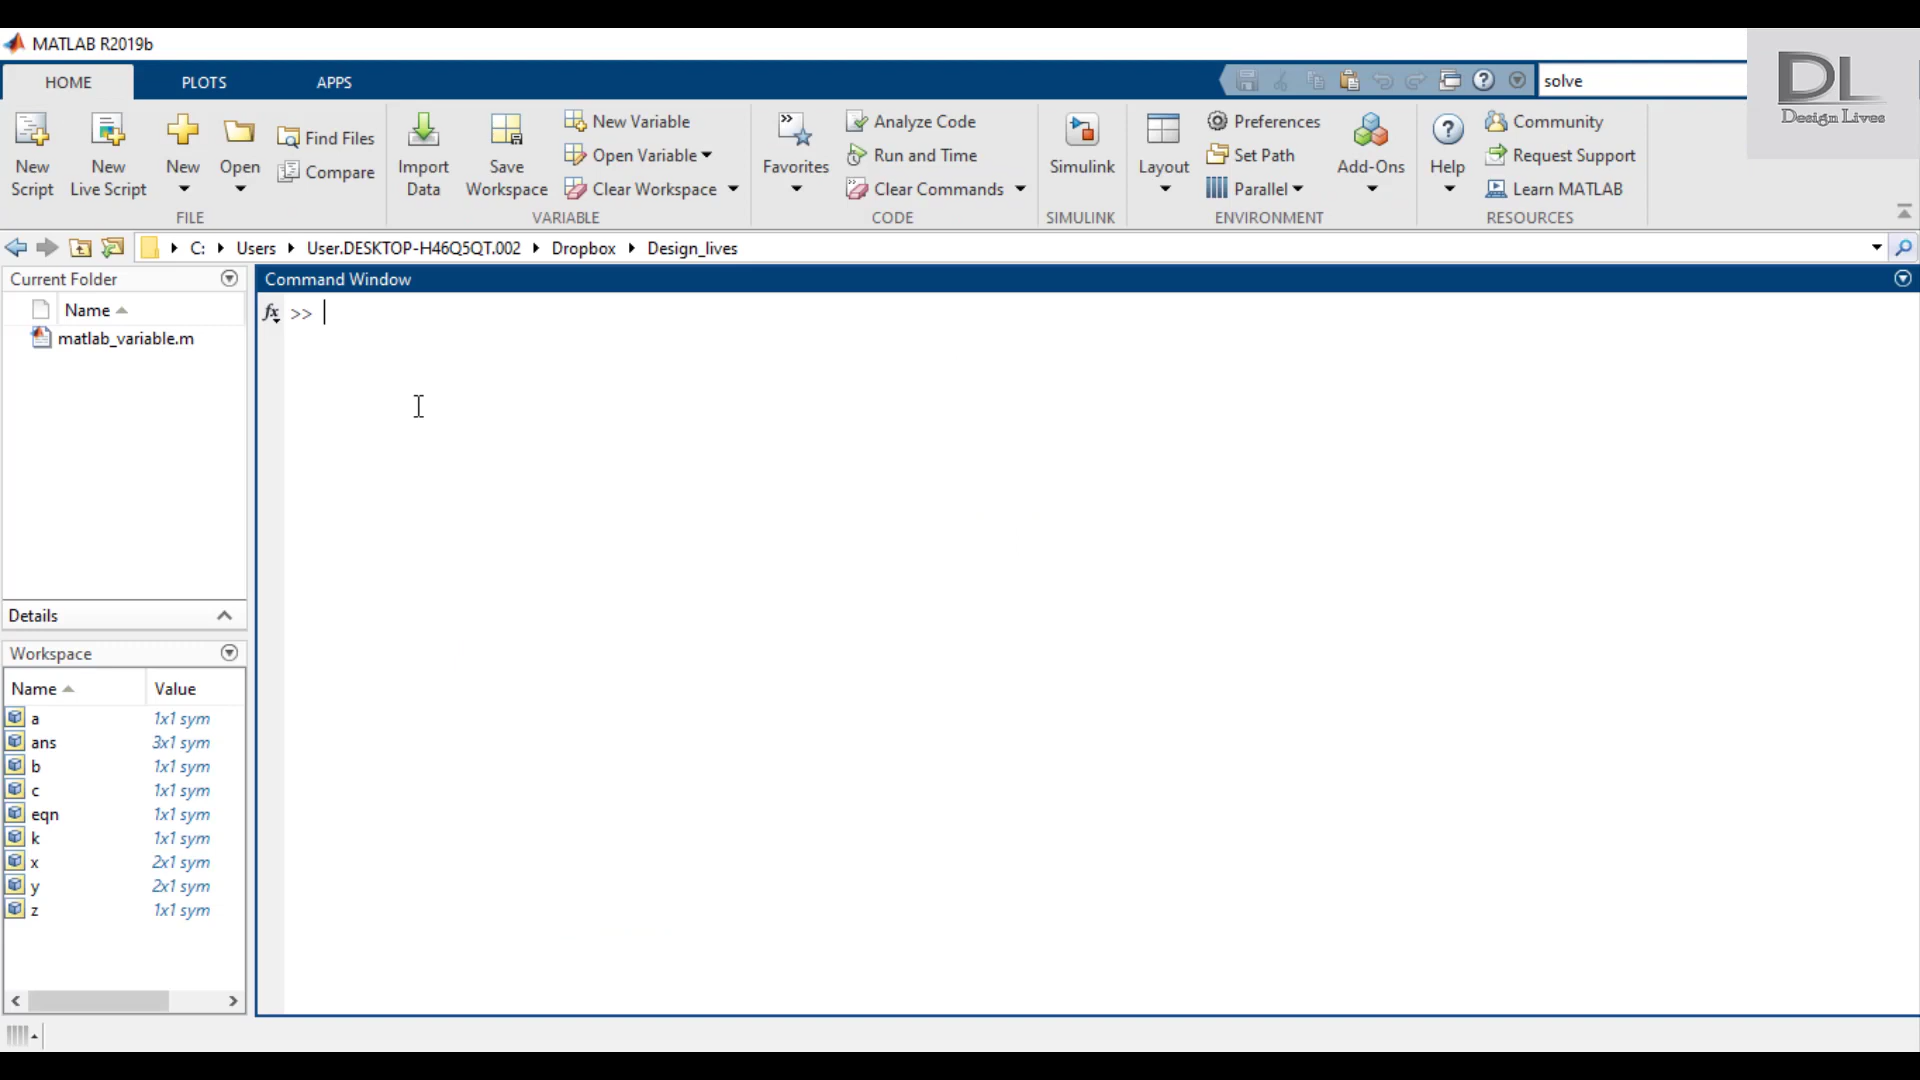 MATLAB R2019b
HOME PLOTS APPS
solve
DL
Design Lives
New Script
New Live Script
New
Open
Find Files
Compare
FILE
Import Data
Save Workspace
New Variable
Open Variable
Clear Workspace
VARIABLE
Favorites
Analyze Code
Run and Time
Clear Commands
CODE
Simulink
SIMULINK
Layout
Preferences
Set Path
Parallel
Add-Ons
ENVIRONMENT
Help
Community
Request Support
Learn MATLAB
RESOURCES
C: Users User.DESKTOP-H46Q5QT.002 Dropbox Design_lives
Current Folder
Name
matlab_variable.m
Details
Workspace
Name Value
a 1x1 sym
ans 3x1 sym
b 1x1 sym
c 1x1 sym
eqn 1x1 sym
k 1x1 sym
x 2x1 sym
y 2x1 sym
z 1x1 sym
Command Window
fx >>